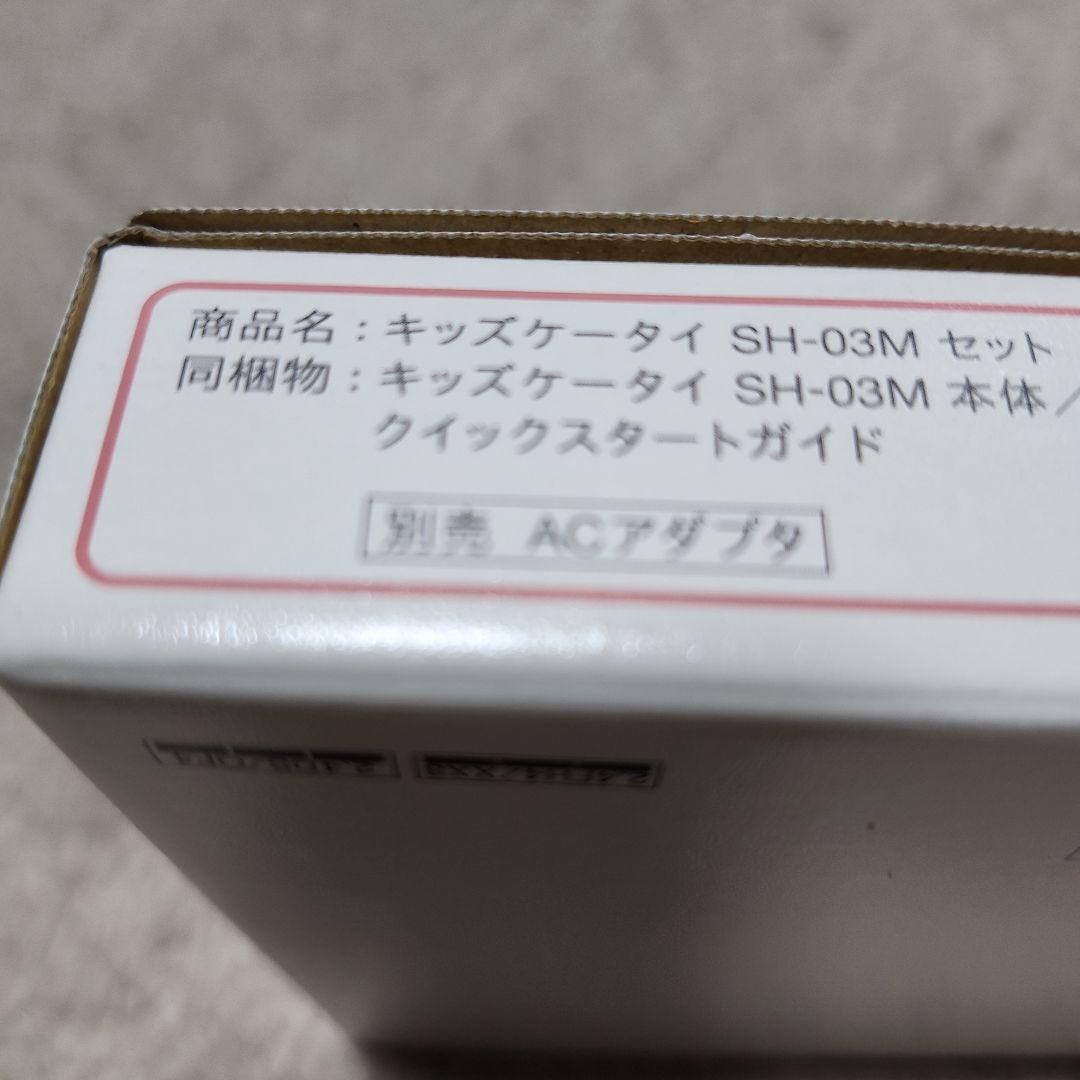 商品名：キッズケータイ SH-03M セット
同梱物：キッズケータイ SH-03M 本体／
クイックスタートガイド
別売 ACアダプタ